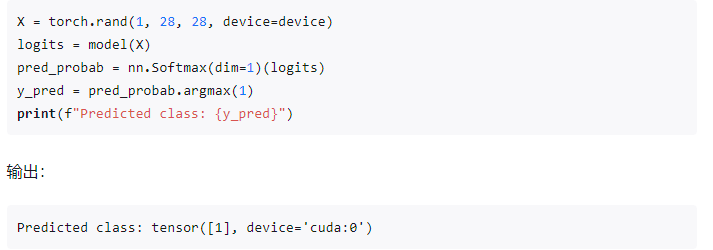 X = torch.rand(1, 28, 28, device=device)
logits = model(X)
pred_probab = nn.Softmax(dim=1)(logits)
y_pred = pred_probab.argmax(1)
print(f"Predicted class: {y_pred}")
输出:
Predicted class: tensor([1], device='cuda:0')